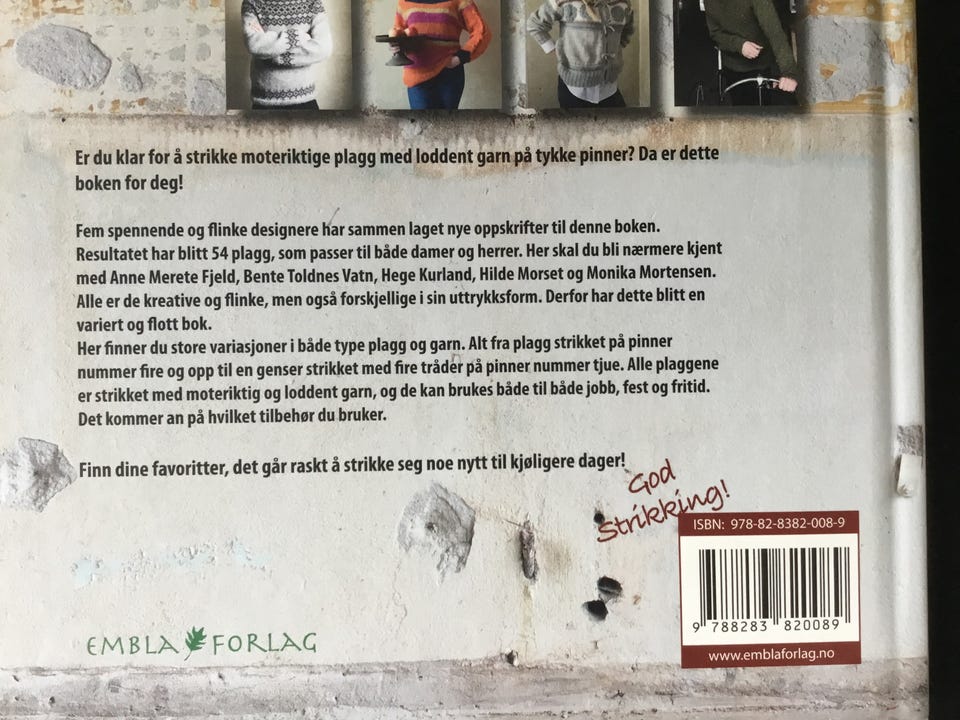 Er du klar for å strikke moteriktige plagg med loddent garn på tykke pinner? Da er dette
boken for deg!
Fem spennende og flinke designere har sammen laget nye oppskrifter til denne boken.
Resultatet har blitt 54 plagg, som passer til både damer og herrer. Her skal du bli nærmere kjent
med Anne Merete Fjeld, Bente Toldnes Vatn, Hege Kurland, Hilde Morset og Monika Mortensen.
Alle er de kreative og flinke, men også forskjellige i sin uttrykksform. Derfor har dette blitt en
variert og flott bok.
Her finner du store variasjoner i både type plagg og garn. Alt fra plagg strikket på pinner
nummer fire og opp til en genser strikket med fire tråder på pinner nummer tjue. Alle plaggene
er strikket med moteriktig og loddent garn, og de kan brukes både til både jobb, fest og fritid.
Det kommer an på hvilket tilbehør du bruker.
Finn dine favoritter, det går raskt å strikke seg noe nytt til kjøligere dager!
God
Strikking!
ISBN: 978-82-8382-008-9
9 788283 820089
www.emblaforlag.no
EMBLA FORLAG